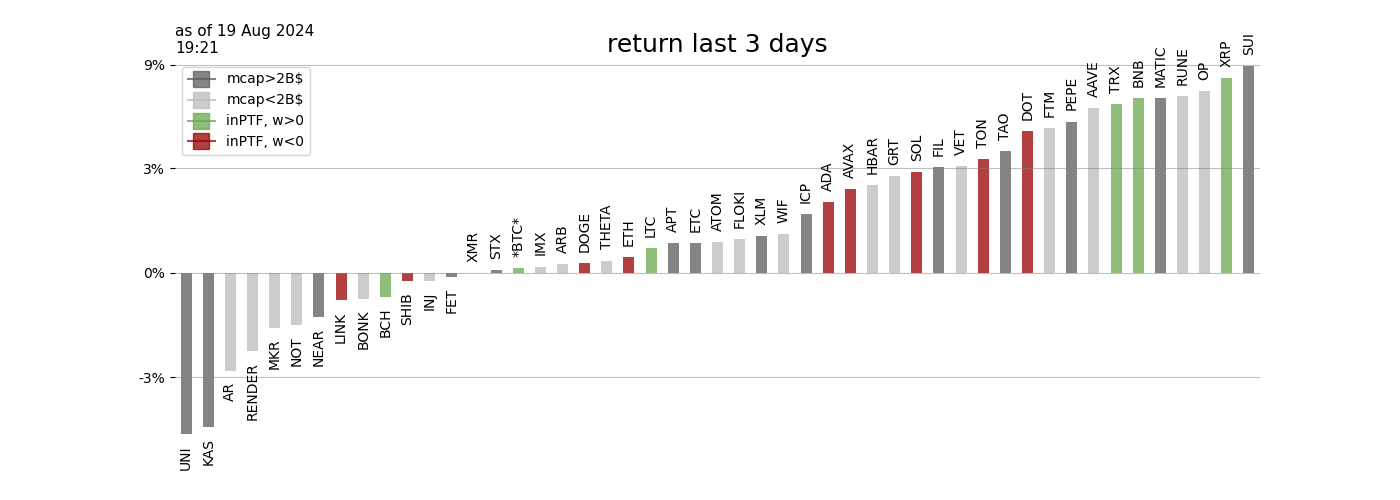 as of 19 Aug 2024
19:21
return last 3 days
9%
3%
0%
-3%
mcap>2B$
mcap<2B$
inPTF, w>0
inPTF, w<0
UNI
KAS
AR
RENDER
MKR
NOT
NEAR
LINK
BONK
BCH
SHIB
INJ
FET
XMR
STX
*BTC*
IMX
ARB
DOGE
THETA
ETH
LTC
APT
ETC
ATOM
FLOKI
XLM
WIF
ICP
ADA
AVAX
HBAR
GRT
SOL
FIL
VET
TON
TAO
DOT
FTM
PEPE
AAVE
TRX
BNB
MATIC
RUNE
OP
XRP
SUI